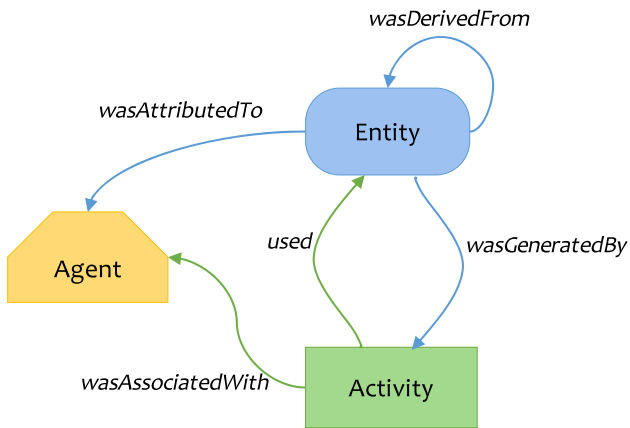 wasDerivedFrom
wasAttributedTo
Entity
used
wasGeneratedBy
Agent
wasAssociatedWith
Activity